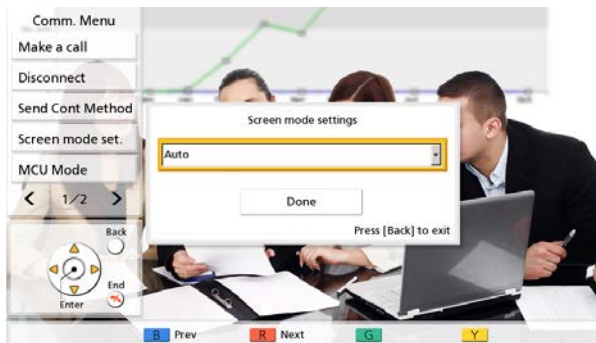 Comm. Menu
Make a call
Disconnect
Send Cont Method
Screen mode set.
MCU Mode
1/2
Back
End
Enter
Screen mode settings
Auto
Done
Press [Back] to exit
B Prev
R Next
G
Y